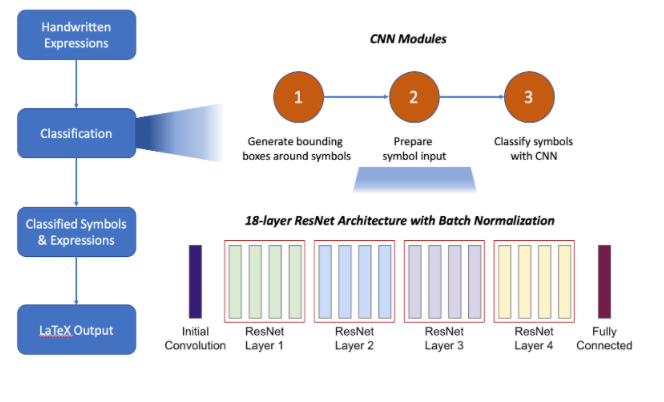 Handwritten
Expressions
Classification
Classified Symbols
& Expressions
LaTeX Output
CNN Modules
1
2
3
Generate bounding
boxes around symbols
Prepare
symbol input
Classify symbols
with CNN
18-layer ResNet Architecture with Batch Normalization
Initial
Convolution
ResNet
Layer 1
ResNet
Layer 2
ResNet
Layer 3
ResNet
Layer 4
Fully
Connected